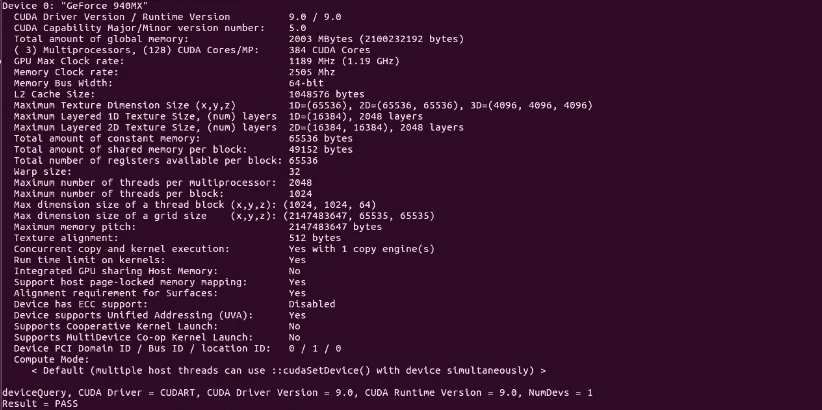 Device 0: "GeForce 940MX"
CUDA Driver Version / Runtime Version 9.0 / 9.0
CUDA Capability Major/Minor version number: 5.0
Total amount of global memory: 2003 MBytes (2100232192 bytes)
( 3) Multiprocessors, (128) CUDA Cores/MP: 384 CUDA Cores
GPU Max Clock rate: 1189 MHz (1.19 GHz)
Memory Clock rate: 2505 Mhz
Memory Bus Width: 64-bit
L2 Cache Size: 1048576 bytes
Maximum Texture Dimension Size (x,y,z) 1D=(65536), 2D=(65536, 65536), 3D=(4096, 4096, 4096)
Maximum Layered 1D Texture Size, (num) layers 1D=(16384), 2048 layers
Maximum Layered 2D Texture Size, (num) layers 2D=(16384, 16384), 2048 layers
Total amount of constant memory: 65536 bytes
Total amount of shared memory per block: 49152 bytes
Total number of registers available per block: 65536
Warp size: 32
Maximum number of threads per multiprocessor: 2048
Maximum number of threads per block: 1024
Max dimension size of a thread block (x,y,z): (1024, 1024, 64)
Max dimension size of a grid size (x,y,z): (2147483647, 65535, 65535)
Maximum memory pitch: 2147483647 bytes
Texture alignment: 512 bytes
Concurrent copy and kernel execution: Yes with 1 copy engine(s)
Run time limit on kernels: Yes
Integrated GPU sharing Host Memory: No
Support host page-locked memory mapping: Yes
Alignment requirement for Surfaces: Yes
Device has ECC support: Disabled
Device supports Unified Addressing (UVA): Yes
Supports Cooperative Kernel Launch: No
Supports MultiDevice Co-op Kernel Launch: No
Device PCI Domain ID / Bus ID / location ID: 0 / 1 / 0
Compute Mode:
< Default (multiple host threads can use ::cudaSetDevice() with device simultaneously) >
deviceQuery, CUDA Driver = CUDART, CUDA Driver Version = 9.0, CUDA Runtime Version = 9.0, NumDevs = 1
Result = PASS